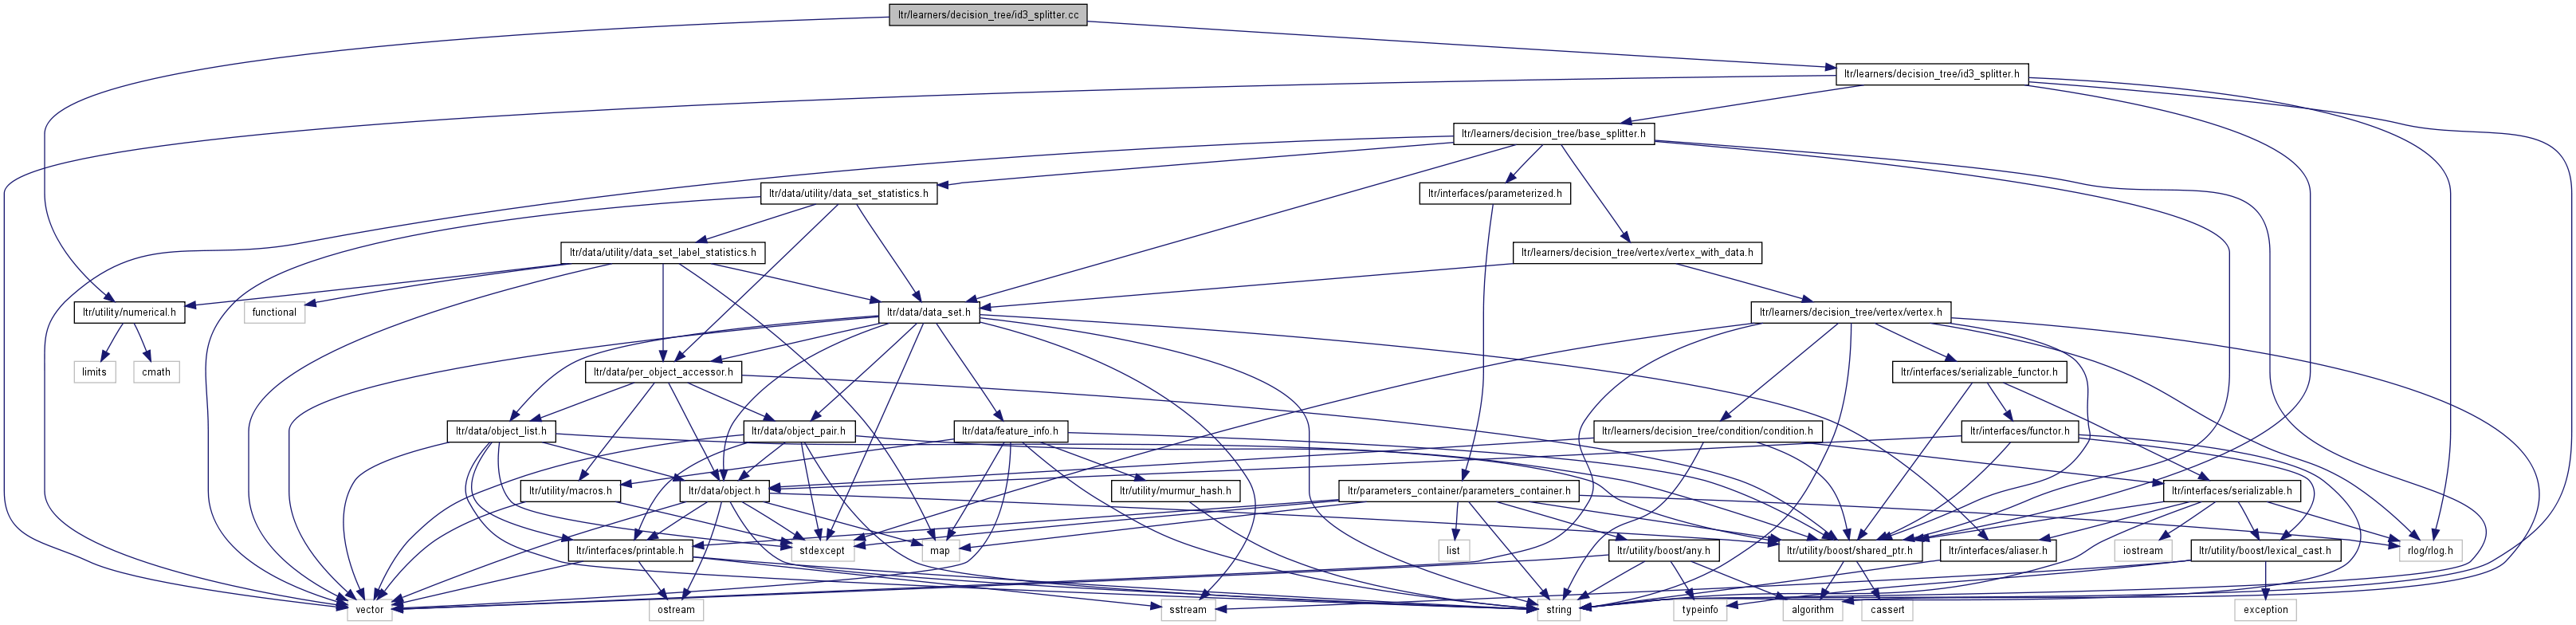 ltr/learners/decision_tree/id3_splitter.cc
ltr/learners/decision_tree/id3_splitter.h
ltr/learners/decision_tree/base_splitter.h
ltr/data/utility/data_set_statistics.h
ltr/interfaces/parameterized.h
ltr/data/utility/data_set_label_statistics.h
ltr/learners/decision_tree/vertex/vertex_with_data.h
ltr/utility/numerical.h
functional
ltr/data/data_set.h
ltr/learners/decision_tree/vertex/vertex.h
limits
cmath
ltr/data/per_object_accessor.h
ltr/interfaces/serializable_functor.h
ltr/data/object_list.h
ltr/data/object_pair.h
ltr/data/feature_info.h
ltr/learners/decision_tree/condition/condition.h
ltr/interfaces/functor.h
ltr/utility/macros.h
ltr/data/object.h
ltr/utility/murmur_hash.h
ltr/parameters_container/parameters_container.h
ltr/interfaces/serializable.h
ltr/interfaces/printable.h
stdexcept
map
list
ltr/utility/boost/any.h
ltr/utility/boost/shared_ptr.h
ltr/interfaces/aliaser.h
iostream
ltr/utility/boost/lexical_cast.h
rlog/rlog.h
vector
ostream
sstream
string
typeinfo
algorithm
cassert
exception